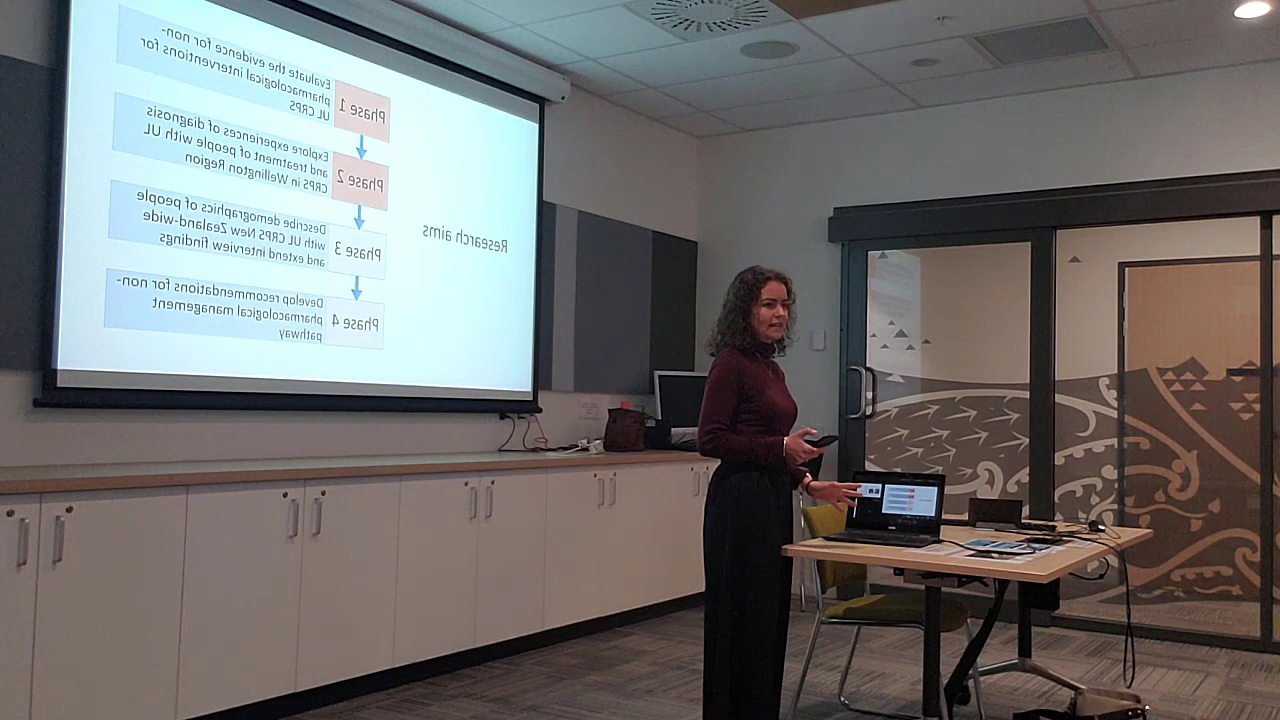 Research aims
Phase 1
Evaluate the evidence for non-
pharmacological interventions for
UL CRPS
Phase 2
Explore experiences of diagnosis
and treatment of people with UL
CRPS in Wellington Region
Phase 3
Describe demographics of people
with UL CRPS New Zealand-wide
and extend interview findings
Phase 4
Develop recommendations for non-
pharmacological management
pathway